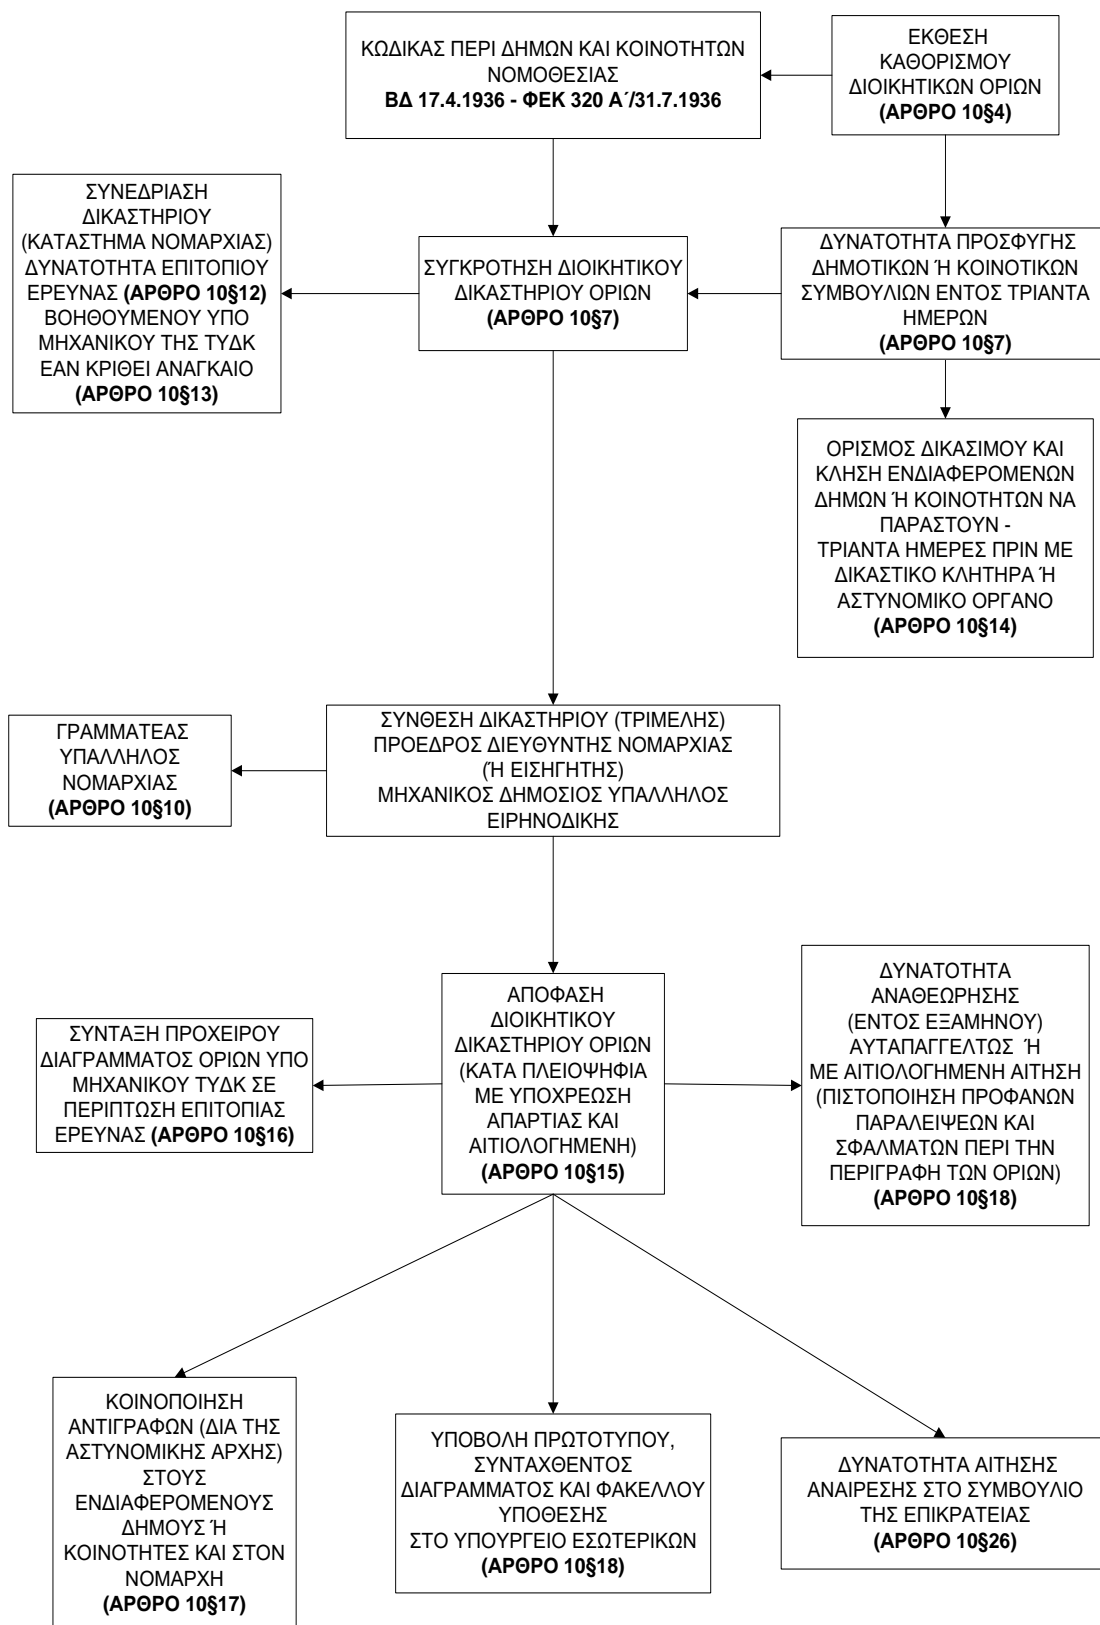 ΚΩΔΙΚΑΣ ΠΕΡΙ ΔΗΜΩΝ ΚΑΙ ΚΟΙΝΟΤΗΤΩΝ
ΝΟΜΟΘΕΣΙΑΣ
ΒΔ 17.4.1936 - ΦΕΚ 320 Α΄/31.7.1936
ΕΚΘΕΣΗ
ΚΑΘΟΡΙΣΜΟΥ
ΔΙΟΙΚΗΤΙΚΩΝ ΟΡΙΩΝ
(ΑΡΘΡΟ 10§4)
ΣΥΝΕΔΡΙΑΣΗ
ΔΙΚΑΣΤΗΡΙΟΥ
(ΚΑΤΑΣΤΗΜΑ ΝΟΜΑΡΧΙΑΣ)
ΔΥΝΑΤΟΤΗΤΑ ΕΠΙΤΟΠΙΟΥ
ΕΡΕΥΝΑΣ (ΑΡΘΡΟ 10§12)
ΒΟΗΘΟΥΜΕΝΟΥ ΥΠΟ
ΜΗΧΑΝΙΚΟΥ ΤΗΣ ΤΥΔΚ
ΕΑΝ ΚΡΙΘΕΙ ΑΝΑΓΚΑΙΟ
(ΑΡΘΡΟ 10§13)
ΣΥΓΚΡΟΤΗΣΗ ΔΙΟΙΚΗΤΙΚΟΥ
ΔΙΚΑΣΤΗΡΙΟΥ ΟΡΙΩΝ
(ΑΡΘΡΟ 10§7)
ΔΥΝΑΤΟΤΗΤΑ ΠΡΟΣΦΥΓΗΣ
ΔΗΜΟΤΙΚΩΝ Ή ΚΟΙΝΟΤΙΚΩΝ
ΣΥΜΒΟΥΛΙΩΝ ΕΝΤΟΣ ΤΡΙΑΝΤΑ
ΗΜΕΡΩΝ
(ΑΡΘΡΟ 10§7)
ΟΡΙΣΜΟΣ ΔΙΚΑΣΙΜΟΥ ΚΑΙ
ΚΛΗΣΗ ΕΝΔΙΑΦΕΡΟΜΕΝΩΝ
ΔΗΜΩΝ Ή ΚΟΙΝΟΤΗΤΩΝ ΝΑ
ΠΑΡΑΣΤΟΥΝ -
ΤΡΙΑΝΤΑ ΗΜΕΡΕΣ ΠΡΙΝ ΜΕ
ΔΙΚΑΣΤΙΚΟ ΚΛΗΤΗΡΑ Ή
ΑΣΤΥΝΟΜΙΚΟ ΟΡΓΑΝΟ
(ΑΡΘΡΟ 10§14)
ΓΡΑΜΜΑΤΕΑΣ
ΥΠΑΛΛΗΛΟΣ
ΝΟΜΑΡΧΙΑΣ
(ΑΡΘΡΟ 10§10)
ΣΥΝΘΕΣΗ ΔΙΚΑΣΤΗΡΙΟΥ (ΤΡΙΜΕΛΗΣ)
ΠΡΟΕΔΡΟΣ ΔΙΕΥΘΥΝΤΗΣ ΝΟΜΑΡΧΙΑΣ
(Ή ΕΙΣΗΓΗΤΗΣ)
ΜΗΧΑΝΙΚΟΣ ΔΗΜΟΣΙΟΣ ΥΠΑΛΛΗΛΟΣ
ΕΙΡΗΝΟΔΙΚΗΣ
ΣΥΝΤΑΞΗ ΠΡΟΧΕΙΡΟΥ
ΔΙΑΓΡΑΜΜΑΤΟΣ ΟΡΙΩΝ ΥΠΟ
ΜΗΧΑΝΙΚΟΥ ΤΥΔΚ ΣΕ
ΠΕΡΙΠΤΩΣΗ ΕΠΙΤΟΠΙΑΣ
ΕΡΕΥΝΑΣ (ΑΡΘΡΟ 10§16)
ΑΠΟΦΑΣΗ
ΔΙΟΙΚΗΤΙΚΟΥ
ΔΙΚΑΣΤΗΡΙΟΥ ΟΡΙΩΝ
(ΚΑΤΑ ΠΛΕΙΟΨΗΦΙΑ
ΜΕ ΥΠΟΧΡΕΩΣΗ
ΑΠΑΡΤΙΑΣ ΚΑΙ
ΑΙΤΙΟΛΟΓΗΜΕΝΗ)
(ΑΡΘΡΟ 10§15)
ΔΥΝΑΤΟΤΗΤΑ
ΑΝΑΘΕΩΡΗΣΗΣ
(ΕΝΤΟΣ ΕΞΑΜΗΝΟΥ)
ΑΥΤΑΠΑΓΓΕΛΤΩΣ Ή
ΜΕ ΑΙΤΙΟΛΟΓΗΜΕΝΗ ΑΙΤΗΣΗ
(ΠΙΣΤΟΠΟΙΗΣΗ ΠΡΟΦΑΝΩΝ
ΠΑΡΑΛΕΙΨΕΩΝ ΚΑΙ
ΣΦΑΛΜΑΤΩΝ ΠΕΡΙ ΤΗΝ
ΠΕΡΙΓΡΑΦΗ ΤΩΝ ΟΡΙΩΝ)
(ΑΡΘΡΟ 10§18)
ΚΟΙΝΟΠΟΙΗΣΗ
ΑΝΤΙΓΡΑΦΩΝ (ΔΙΑ ΤΗΣ
ΑΣΤΥΝΟΜΙΚΗΣ ΑΡΧΗΣ)
ΣΤΟΥΣ
ΕΝΔΙΑΦΕΡΟΜΕΝΟΥΣ
ΔΗΜΟΥΣ Ή
ΚΟΙΝΟΤΗΤΕΣ ΚΑΙ ΣΤΟΝ
ΝΟΜΑΡΧΗ
(ΑΡΘΡΟ 10§17)
ΥΠΟΒΟΛΗ ΠΡΩΤΟΤΥΠΟΥ,
ΣΥΝΤΑΧΘΕΝΤΟΣ
ΔΙΑΓΡΑΜΜΑΤΟΣ ΚΑΙ ΦΑΚΕΛΛΟΥ
ΥΠΟΘΕΣΗΣ
ΣΤΟ ΥΠΟΥΡΓΕΙΟ ΕΣΩΤΕΡΙΚΩΝ
(ΑΡΘΡΟ 10§18)
ΔΥΝΑΤΟΤΗΤΑ ΑΙΤΗΣΗΣ
ΑΝΑΙΡΕΣΗΣ ΣΤΟ ΣΥΜΒΟΥΛΙΟ
ΤΗΣ ΕΠΙΚΡΑΤΕΙΑΣ
(ΑΡΘΡΟ 10§26)